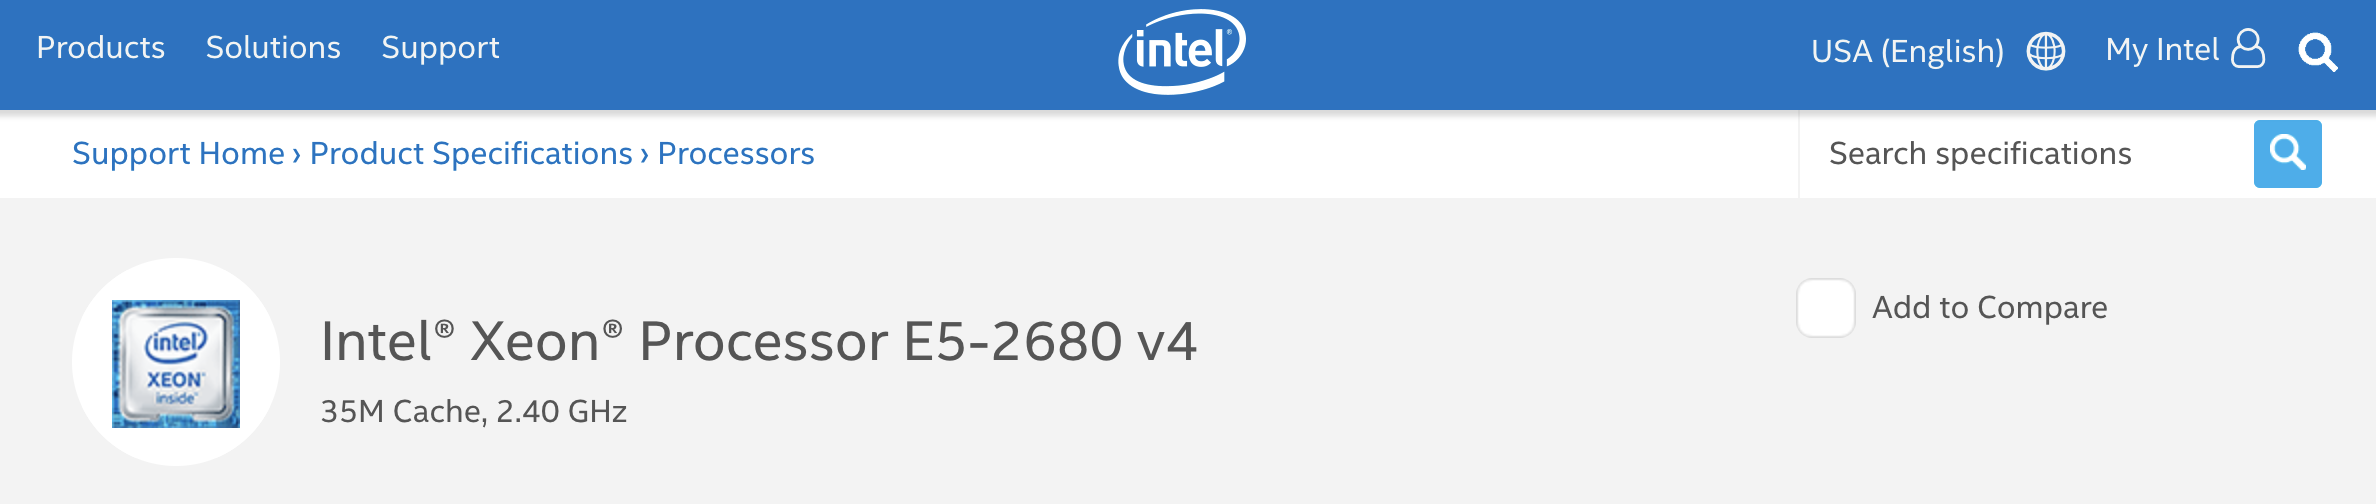 Products Solutions Support
intel®
USA (English) My Intel
Support Home › Product Specifications › Processors
Search specifications
intel
XEON®
inside™
Intel® Xeon® Processor E5-2680 v4
35M Cache, 2.40 GHz
Add to Compare